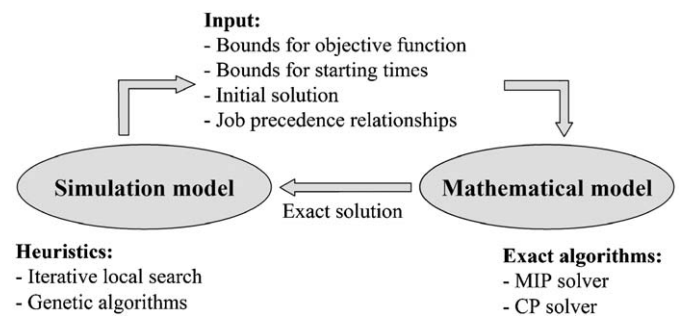 Input:
- Bounds for objective function
- Bounds for starting times
- Initial solution
- Job precedence relationships
Simulation model
Mathematical model
Exact solution
Heuristics:
- Iterative local search
- Genetic algorithms
Exact algorithms:
- MIP solver
- CP solver